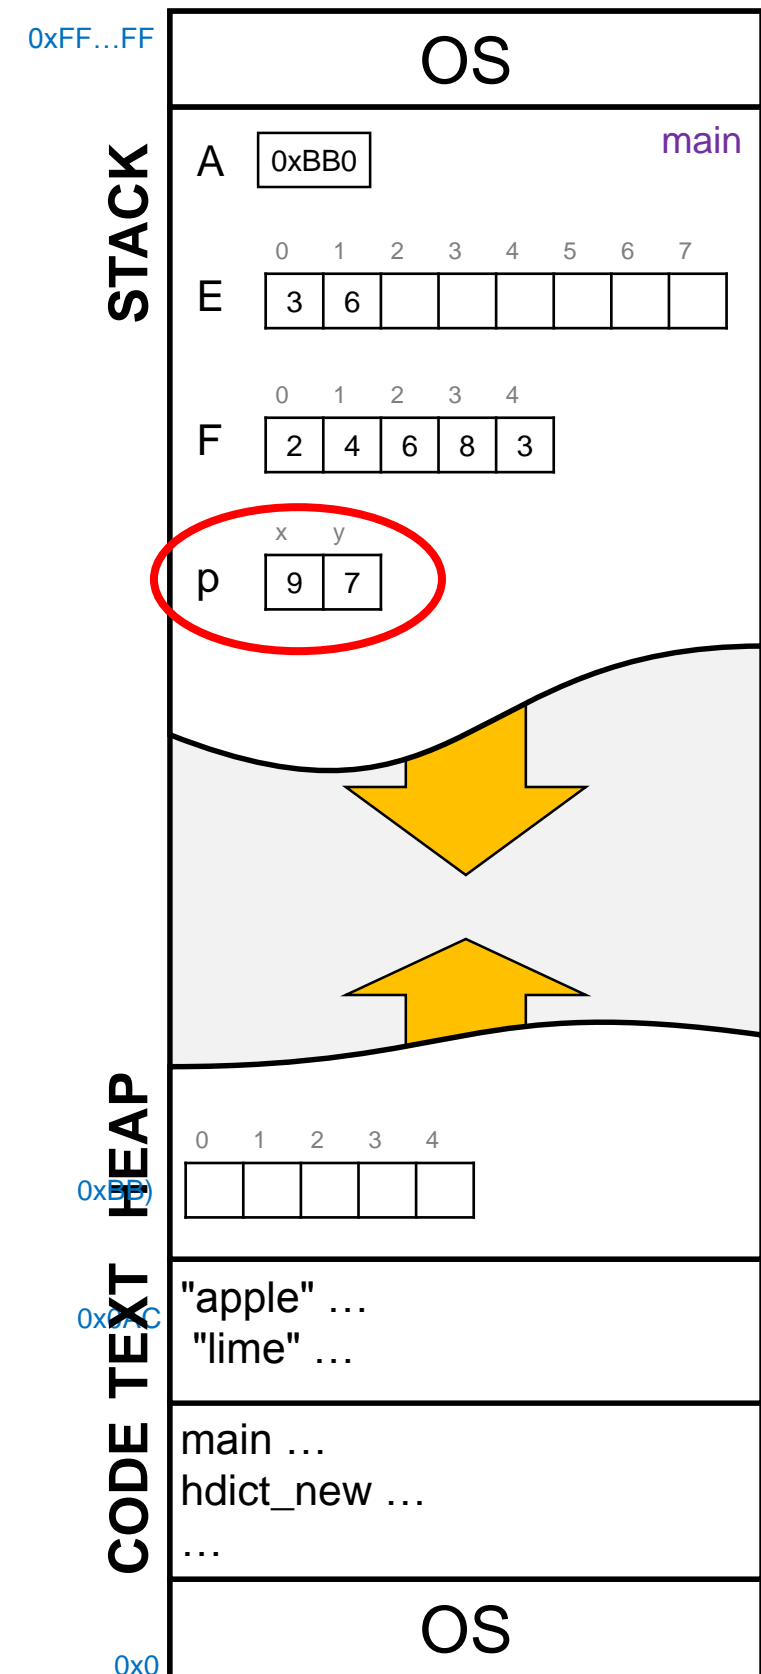 0xFF…FF
OS
STACK
main
A 0xBB0
0 1 2 3 4 5 6 7
E 3 6
0 1 2 3 4
F 2 4 6 8 3
x y
p 9 7
HEAP
0 1 2 3 4
0xBB)
TEXT
"apple" …
0x0AC
"lime" …
CODE
main …
hdict_new …
…
OS
0x0